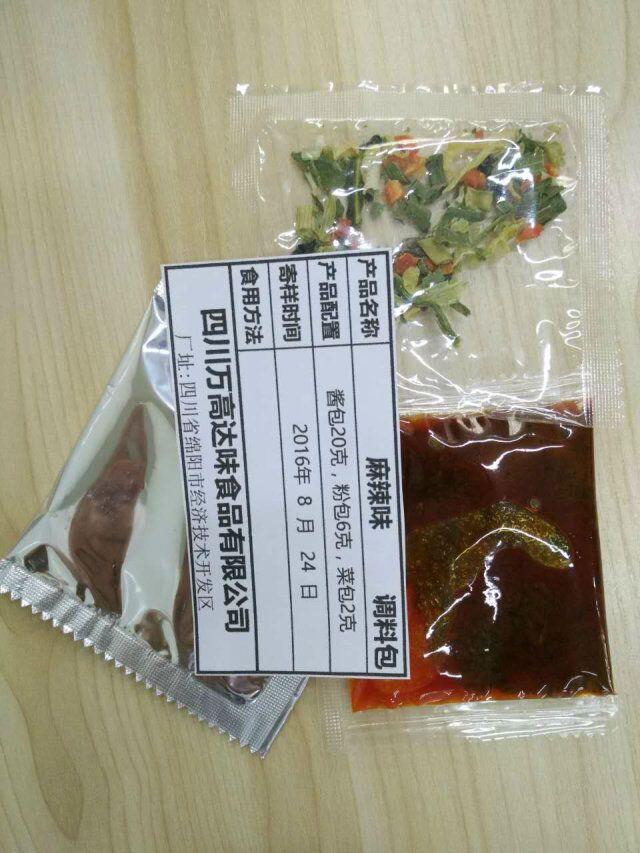 产品名称 麻辣味 调料包
产品配置 酱包20克，粉包6克，菜包2克
寄样时间 2016年 8 月 24 日
食用方法
四川万高达味食品有限公司
厂址:四川省绵阳市经济技术开发区